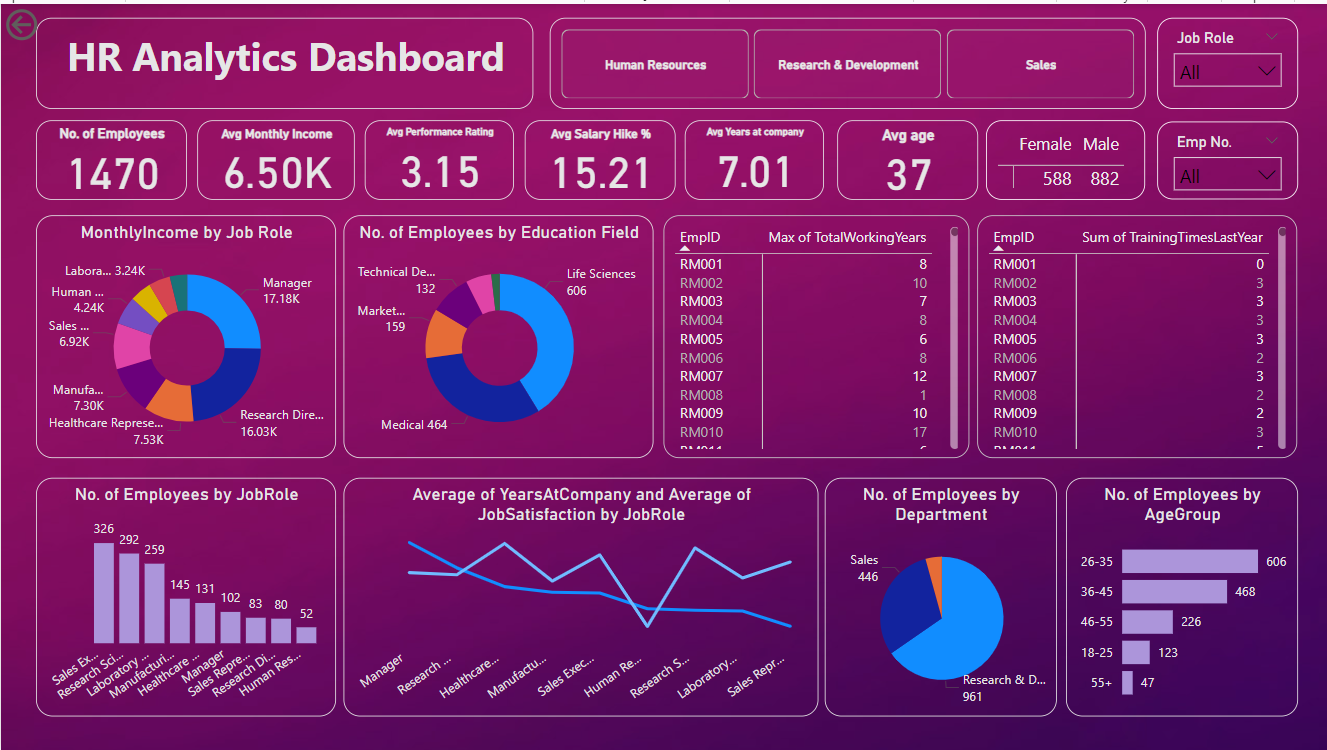 HR Analytics Dashboard
Human Resources
Research & Development
Sales
Job Role
All
No. of Employees
1470
Avg Monthly Income
6.50K
Avg Performance Rating
3.15
Avg Salary Hike %
15.21
Avg Years at company
7.01
Avg age
37
Female Male
588 882
Emp No.
All
MonthlyIncome by Job Role
Labora... 3.24K
Human ...
4.24K
Sales ...
6.92K
Manufa...
7.30K
Healthcare Represe...
7.53K
Manager
17.18K
Research Dire...
16.03K
No. of Employees by Education Field
Technical De...
132
Market...
159
Medical 464
Life Sciences
606
EmpID Max of TotalWorkingYears
RM001 8
RM002 10
RM003 7
RM004 8
RM005 6
RM006 8
RM007 12
RM008 1
RM009 10
RM010 17
EmpID Sum of TrainingTimesLastYear
RM001 0
RM002 3
RM003 3
RM004 3
RM005 3
RM006 2
RM007 3
RM008 2
RM009 2
RM010 3
No. of Employees by JobRole
326
292
259
145
131
102
83
80
52
Sales Ex...
Research Sci...
Laboratory ...
Manufacturi...
Healthcare ...
Manager
Sales Repre...
Research Di...
Human Res...
Average of YearsAtCompany and Average of
JobSatisfaction by JobRole
Manager
Research ...
Healthcare...
Manufactu...
Sales Exec...
Human Re...
Research S...
Laboratory...
Sales Repr...
No. of Employees by
Department
Sales
446
Research & D...
961
No. of Employees by
AgeGroup
26-35 606
36-45 468
46-55 226
18-25 123
55+ 47